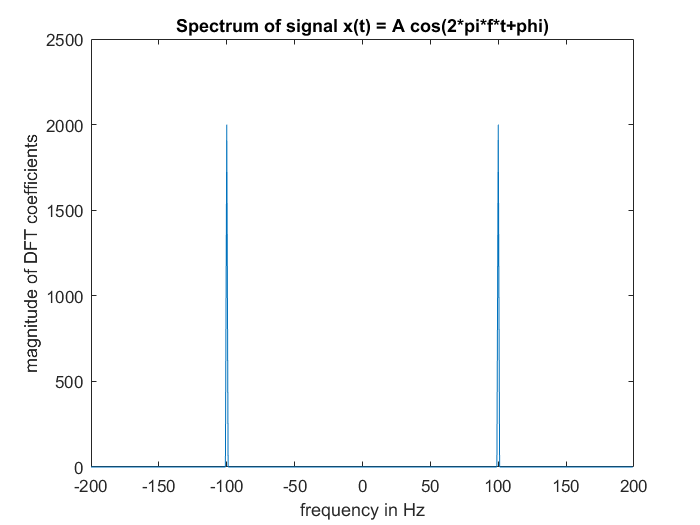 Spectrum of signal x(t) = A cos(2*pi*f*t+phi)
2500
2000
1500
1000
500
0
magnitude of DFT coefficients
-200 -150 -100 -50 0 50 100 150 200
frequency in Hz